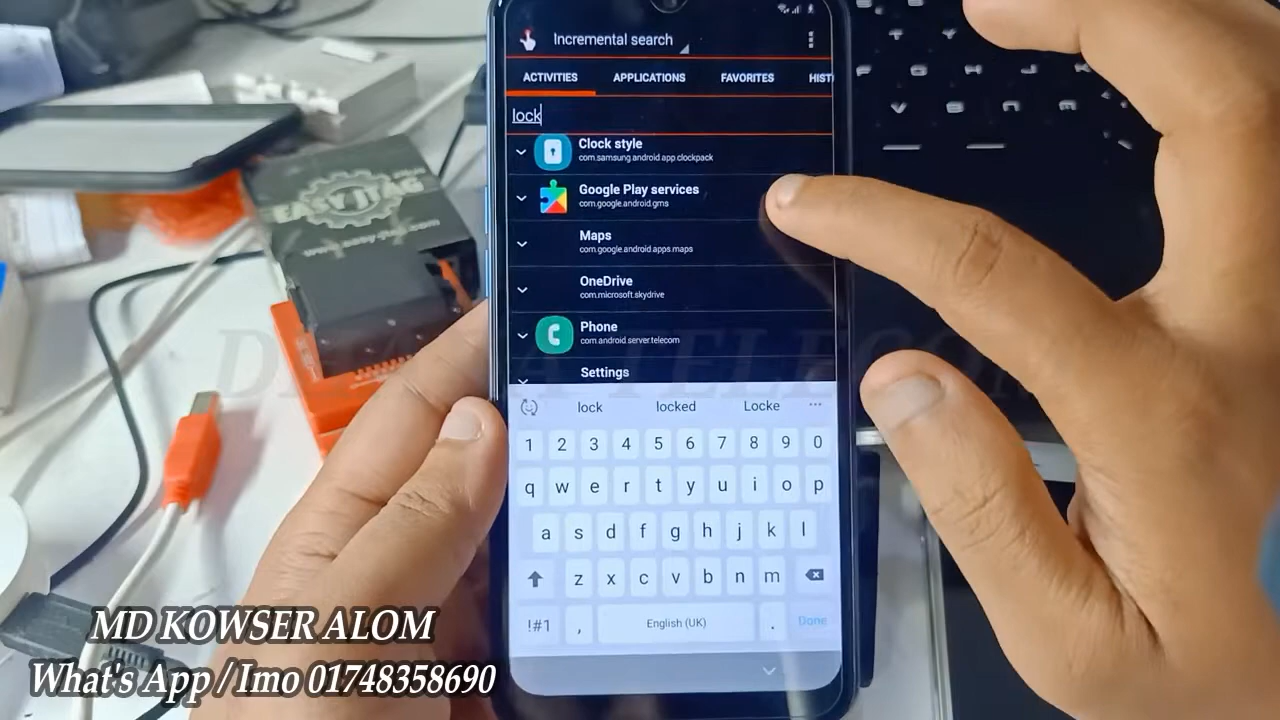 Incremental search
ACTIVITIES APPLICATIONS FAVORITES HIST
lock
Clock style
com.samsung.android.app.clockpack
Google Play services
com.google.android.gms
Maps
com.google.android.apps.maps
OneDrive
com.microsoft.skydrive
Phone
com.android.server.telecom
Settings
lock locked Locke ...
1 2 3 4 5 6 7 8 9 0
q w e r t y u i o p
a s d f g h j k l
z x c v b n m
!#1 , English (UK) . Done
EASY JTAG
MD KOWSER ALOM
What's App / Imo 01748358690